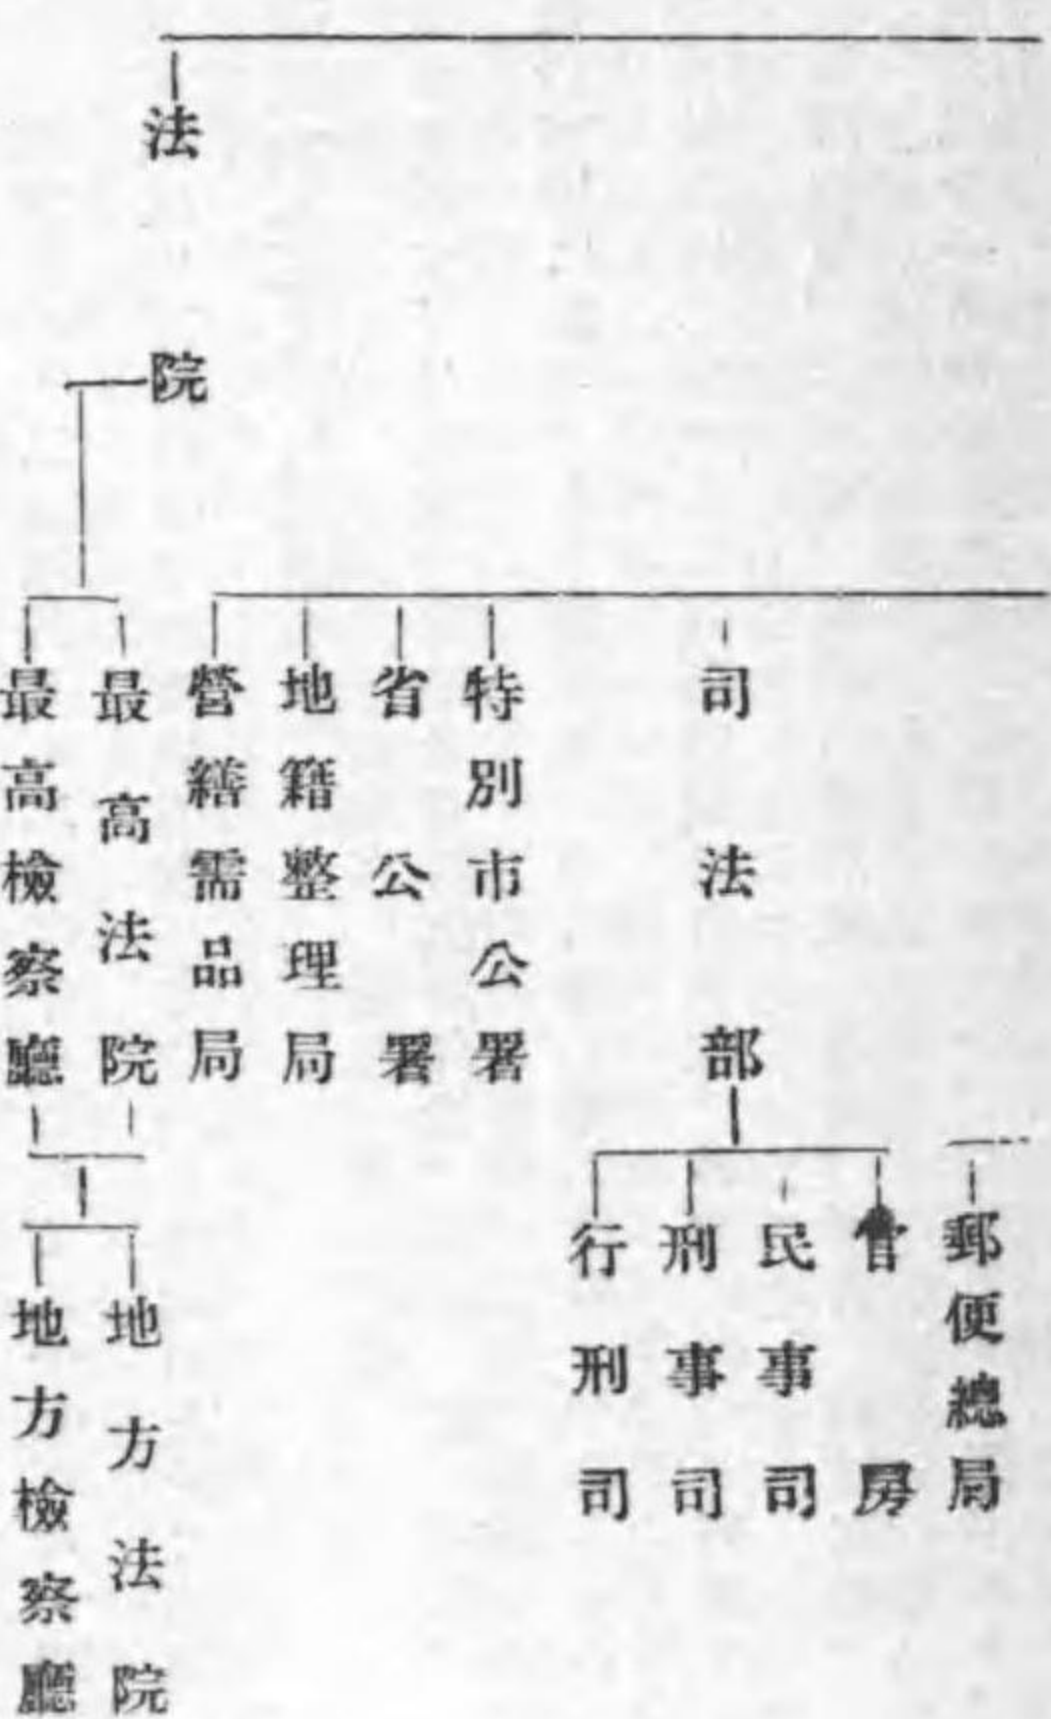 郵便總局
官房
民事司
刑事司
行刑司
司法部
特別市公署
省公署
地籍整理局
營繕需品局
法院
最高法院
最高檢察廳
地方法院
地方檢察廳